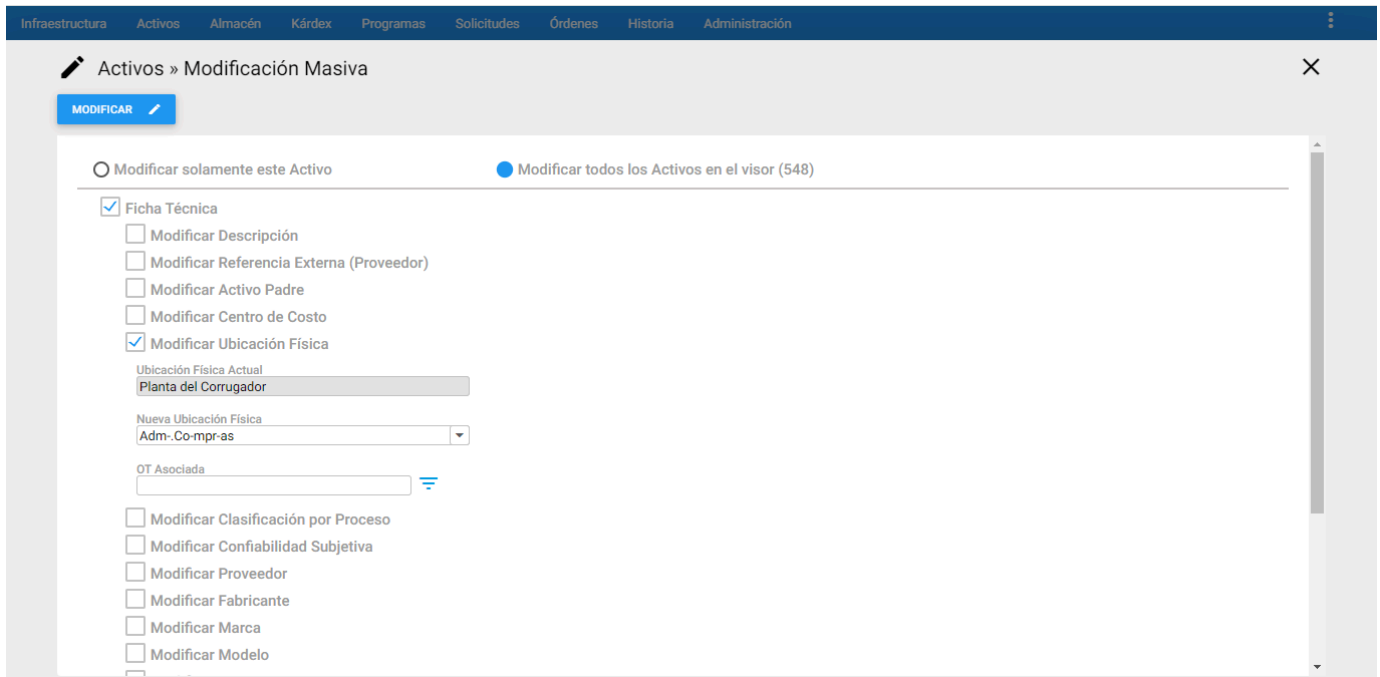 Infraestructura Activos Almacén Kárdex Programas Solicitudes Órdenes Historia Administración
Activos » Modificación Masiva
MODIFICAR
Modificar solamente este Activo Modificar todos los Activos en el visor (548)
Ficha Técnica
Modificar Descripción
Modificar Referencia Externa (Proveedor)
Modificar Activo Padre
Modificar Centro de Costo
Modificar Ubicación Física
Ubicación Física Actual
Planta del Corrugador
Nueva Ubicación Física
Adm-.Co-mpr-as
OT Asociada
Modificar Clasificación por Proceso
Modificar Confiabilidad Subjetiva
Modificar Proveedor
Modificar Fabricante
Modificar Marca
Modificar Modelo